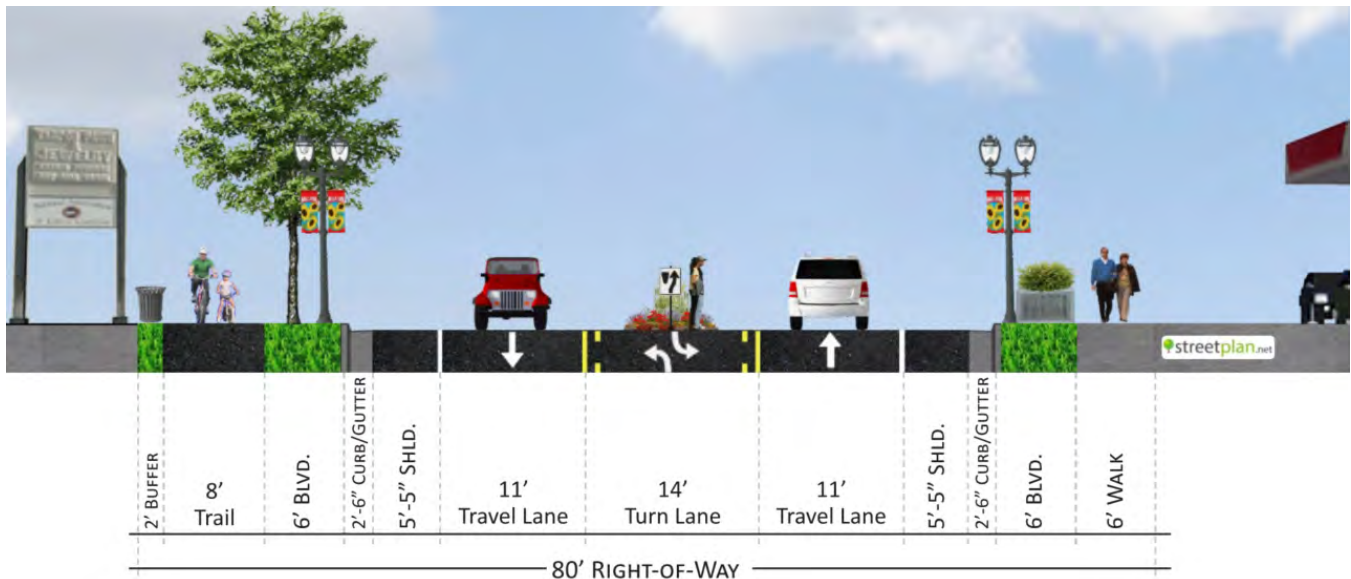 JEWELRY
streetplan.net
2' BUFFER
8'
Trail
6' BLVD.
2'-6" CURB/GUTTER
5'-5" SHLD.
11'
Travel Lane
14'
Turn Lane
11'
Travel Lane
5'-5" SHLD.
2'-6" CURB/GUTTER
6' BLVD.
6' WALK
80' RIGHT-OF-WAY